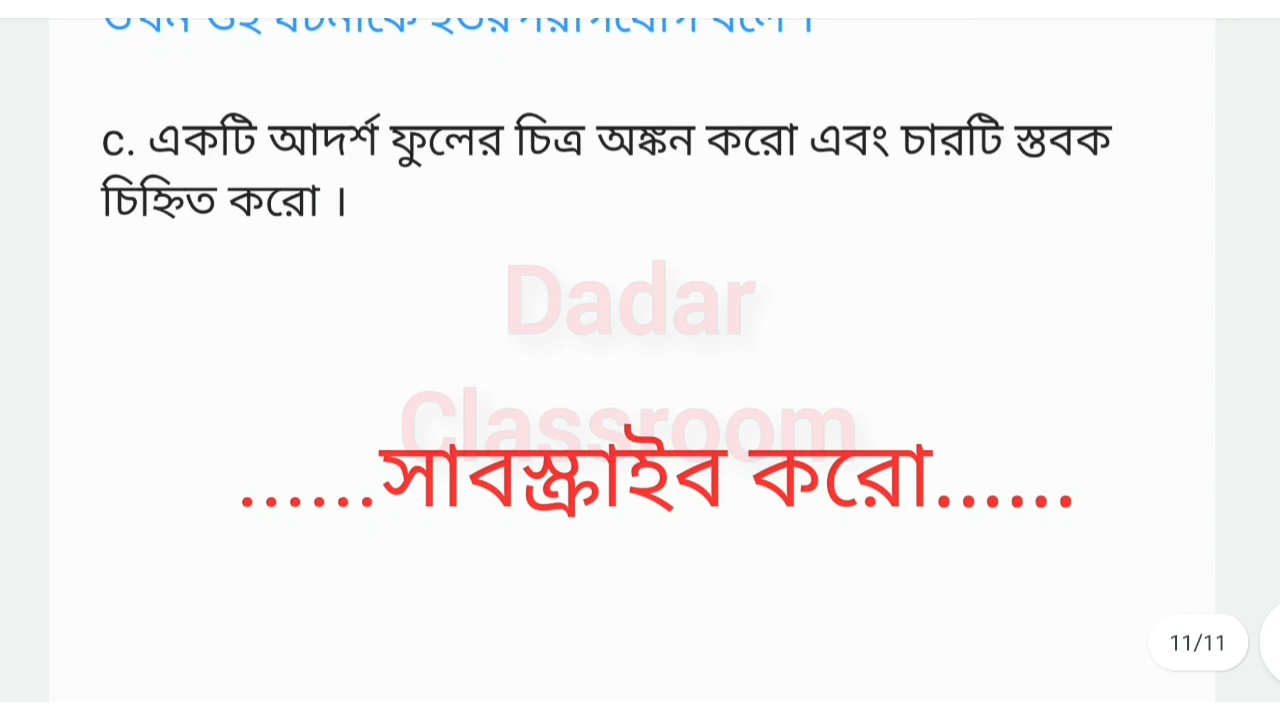 c. একটি আদর্শ ফুলের চিত্র অঙ্কন করো এবং চারটি স্তবক
চিহ্নিত করো ।
Dadar
Classroom
......সাবস্ক্রাইব করো......
11/11